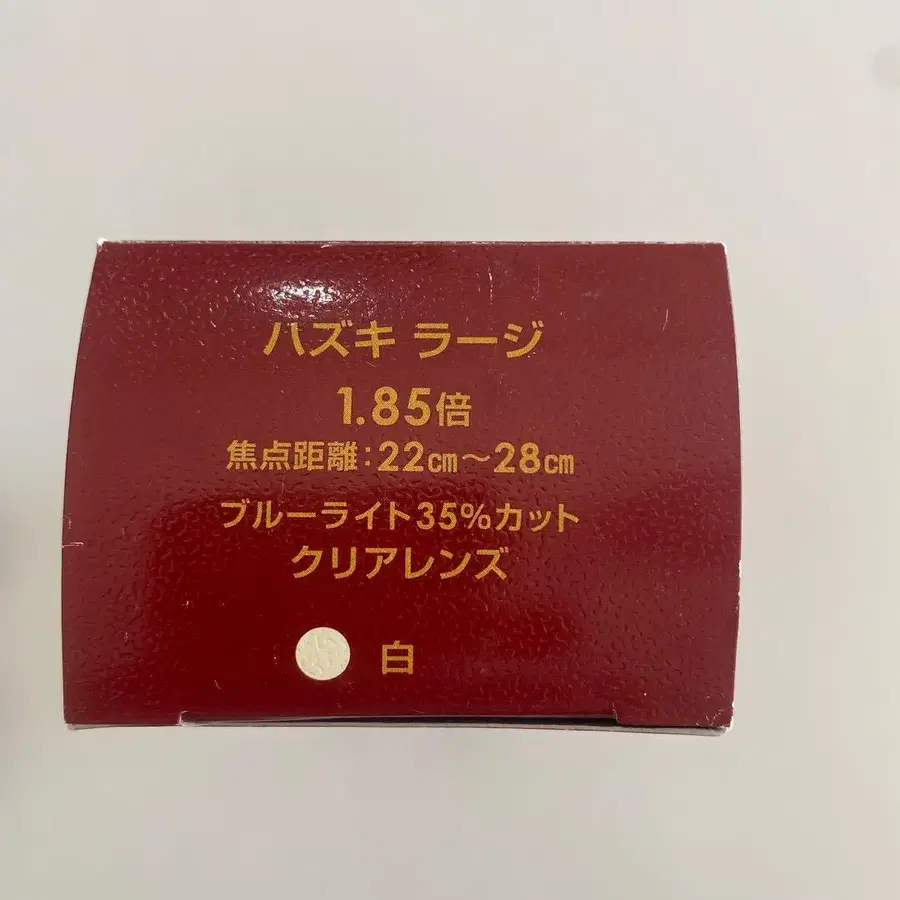 ハズキ ラージ
1.85倍
焦点距離:22cm～28cm
ブルーライト35%カット
クリアレンズ
白